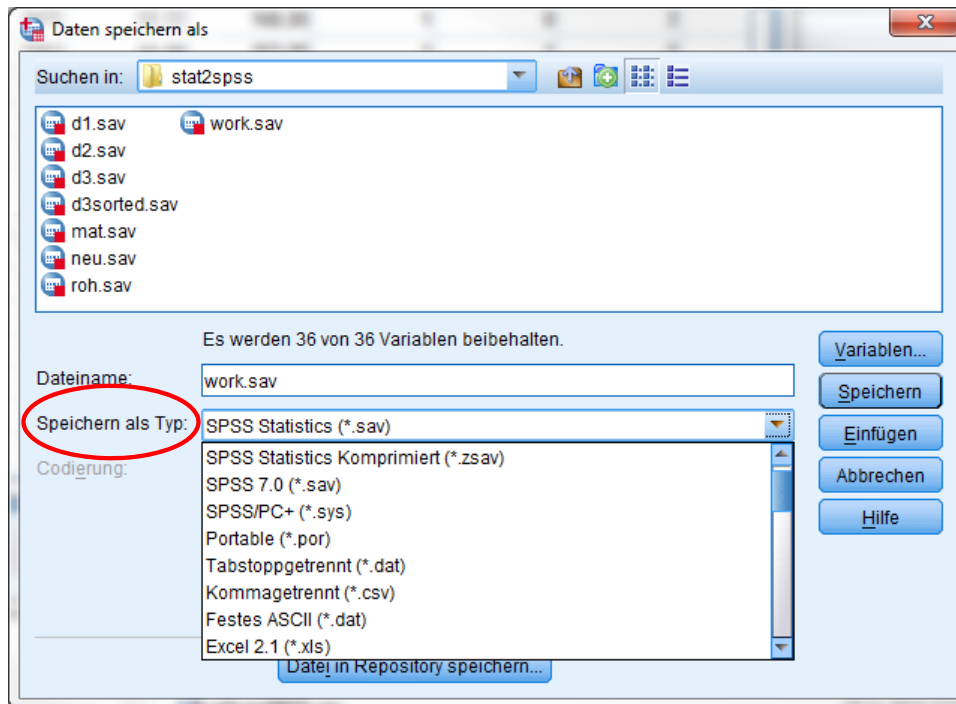 Daten speichern als
Suchen in: stat2spss
d1.sav work.sav
d2.sav
d3.sav
d3sorted.sav
mat.sav
neu.sav
roh.sav
Es werden 36 von 36 Variablen beibehalten.
Variablen...
Dateiname: work.sav
Speichern
Speichern als Typ: SPSS Statistics (*.sav)
Einfügen
Codierung:
SPSS Statistics Komprimiert (*.zsav)
SPSS 7.0 (*.sav)
Abbrechen
SPSS/PC+ (*.sys)
Hilfe
Portable (*.por)
Tabstoppgetrennt (*.dat)
Kommagetrennt (*.csv)
Festes ASCII (*.dat)
Excel 2.1 (*.xls)
Datei in Repository speichern...